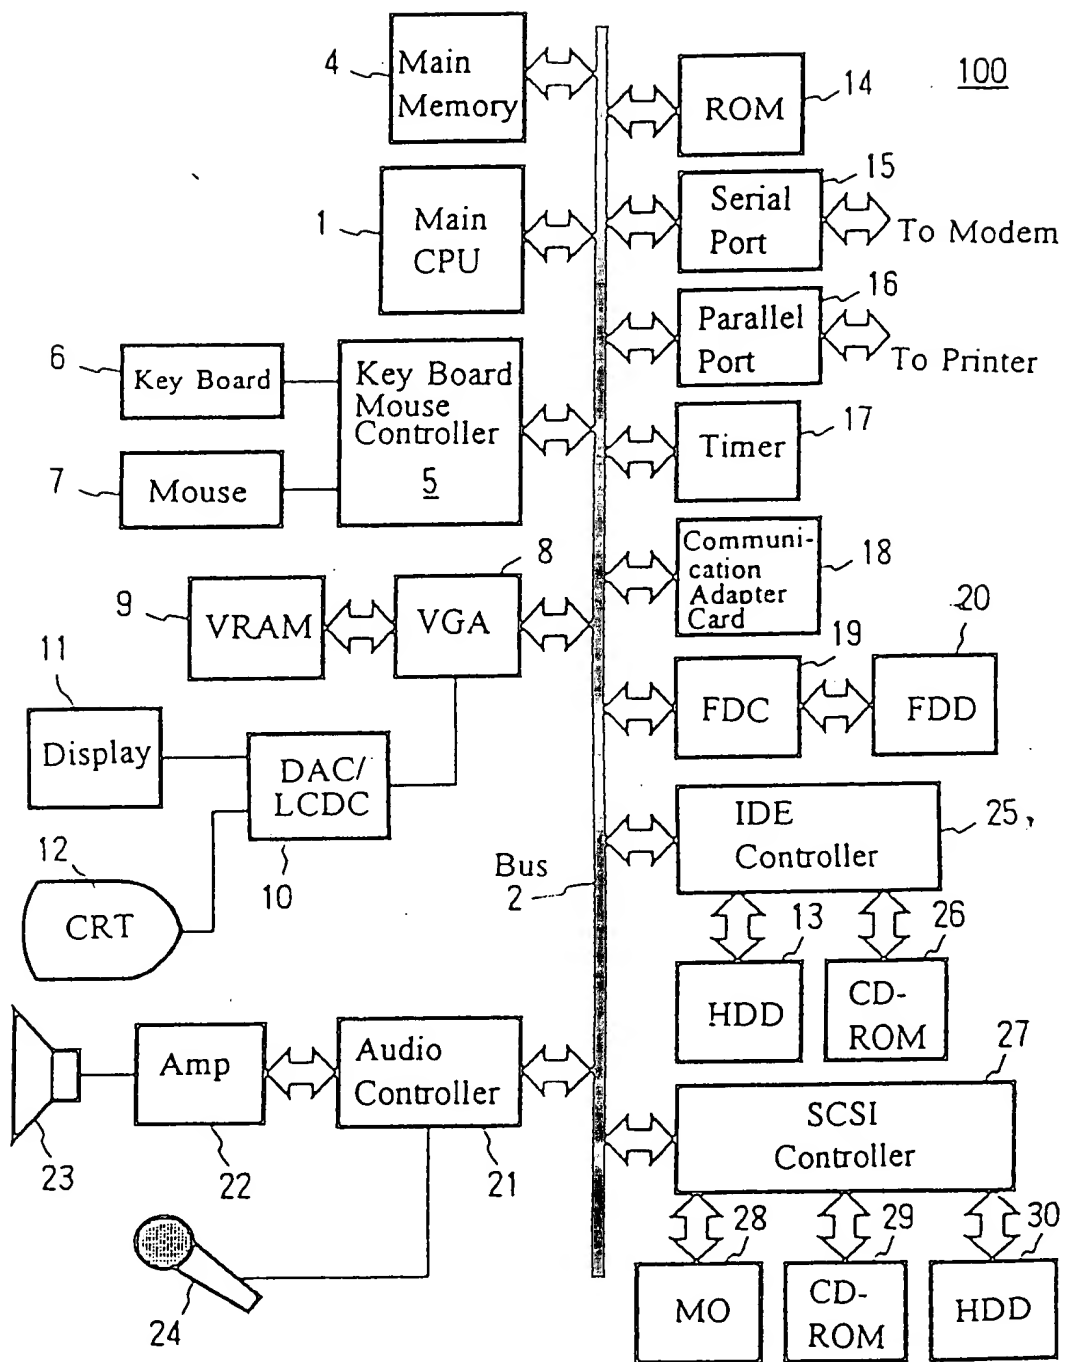 100
4
Main
Memory
ROM
14
1
Main
CPU
15
Serial
Port
To Modem
16
Parallel
Port
To Printer
6
Key Board
Key Board
Mouse
Controller
5
7
Mouse
Timer
17
Communi-
cation
Adapter
Card
18
9
VRAM
8
VGA
19
FDC
20
FDD
11
Display
DAC/
LCDC
10
12
CRT
Bus
2
IDE
Controller
25
13
HDD
26
CD-
ROM
23
Amp
22
Audio
Controller
21
24
27
SCSI
Controller
28
MO
29
CD-
ROM
30
HDD